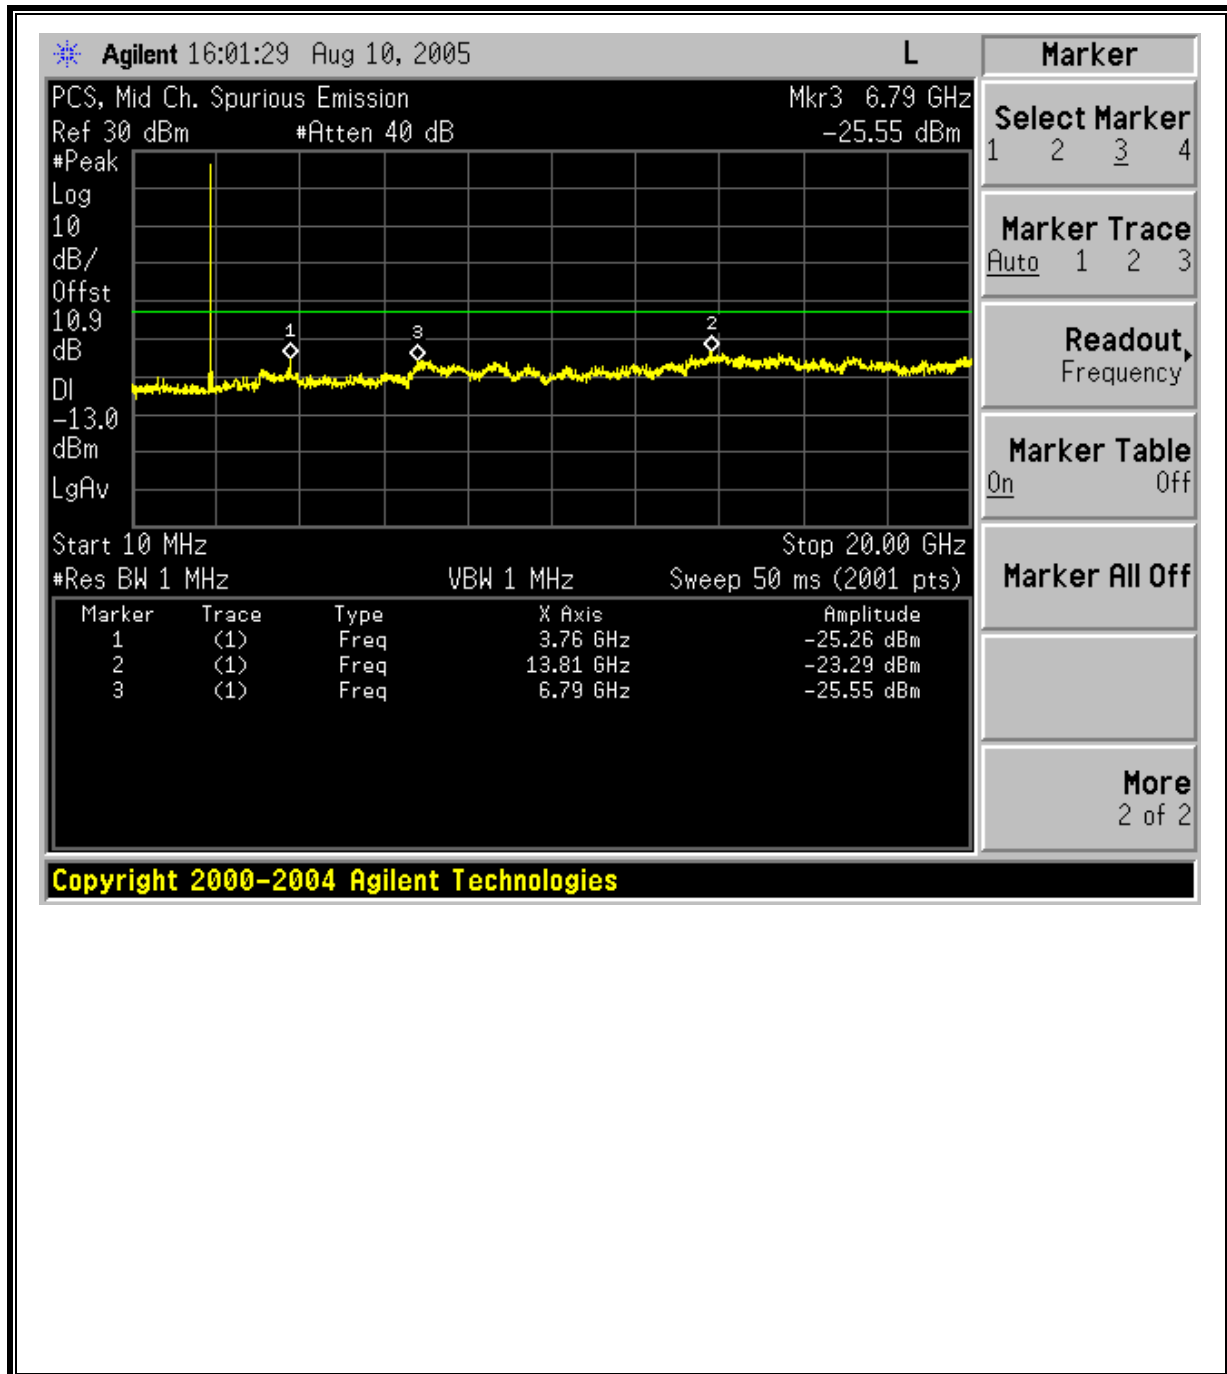 Agilent 16:01:29 Aug 10, 2005 L
PCS, Mid Ch. Spurious Emission Mkr3 6.79 GHz
Ref 30 dBm #Atten 40 dB -25.55 dBm
#Peak
Log
10
dB/
Offst
10.9
dB
DI
-13.0
dBm
LgAv
1
3
2
Start 10 MHz Stop 20.00 GHz
#Res BW 1 MHz VBW 1 MHz Sweep 50 ms (2001 pts)
Marker Trace Type X Axis Amplitude
1 (1) Freq 3.76 GHz -25.26 dBm
2 (1) Freq 13.81 GHz -23.29 dBm
3 (1) Freq 6.79 GHz -25.55 dBm
Marker
Select Marker
1 2 3 4
Marker Trace
Auto 1 2 3
Readout
Frequency
Marker Table
On Off
Marker All Off
More
2 of 2
Copyright 2000-2004 Agilent Technologies